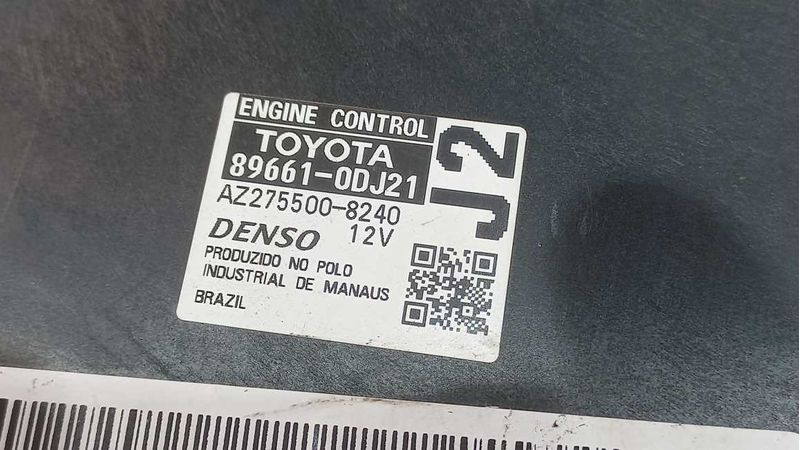 ENGINE CONTROL
TOYOTA
89661-0DJ21
J2
AZ275500-8240
DENSO 12V
PRODUZIDO NO POLO
INDUSTRIAL DE MANAUS
BRAZIL